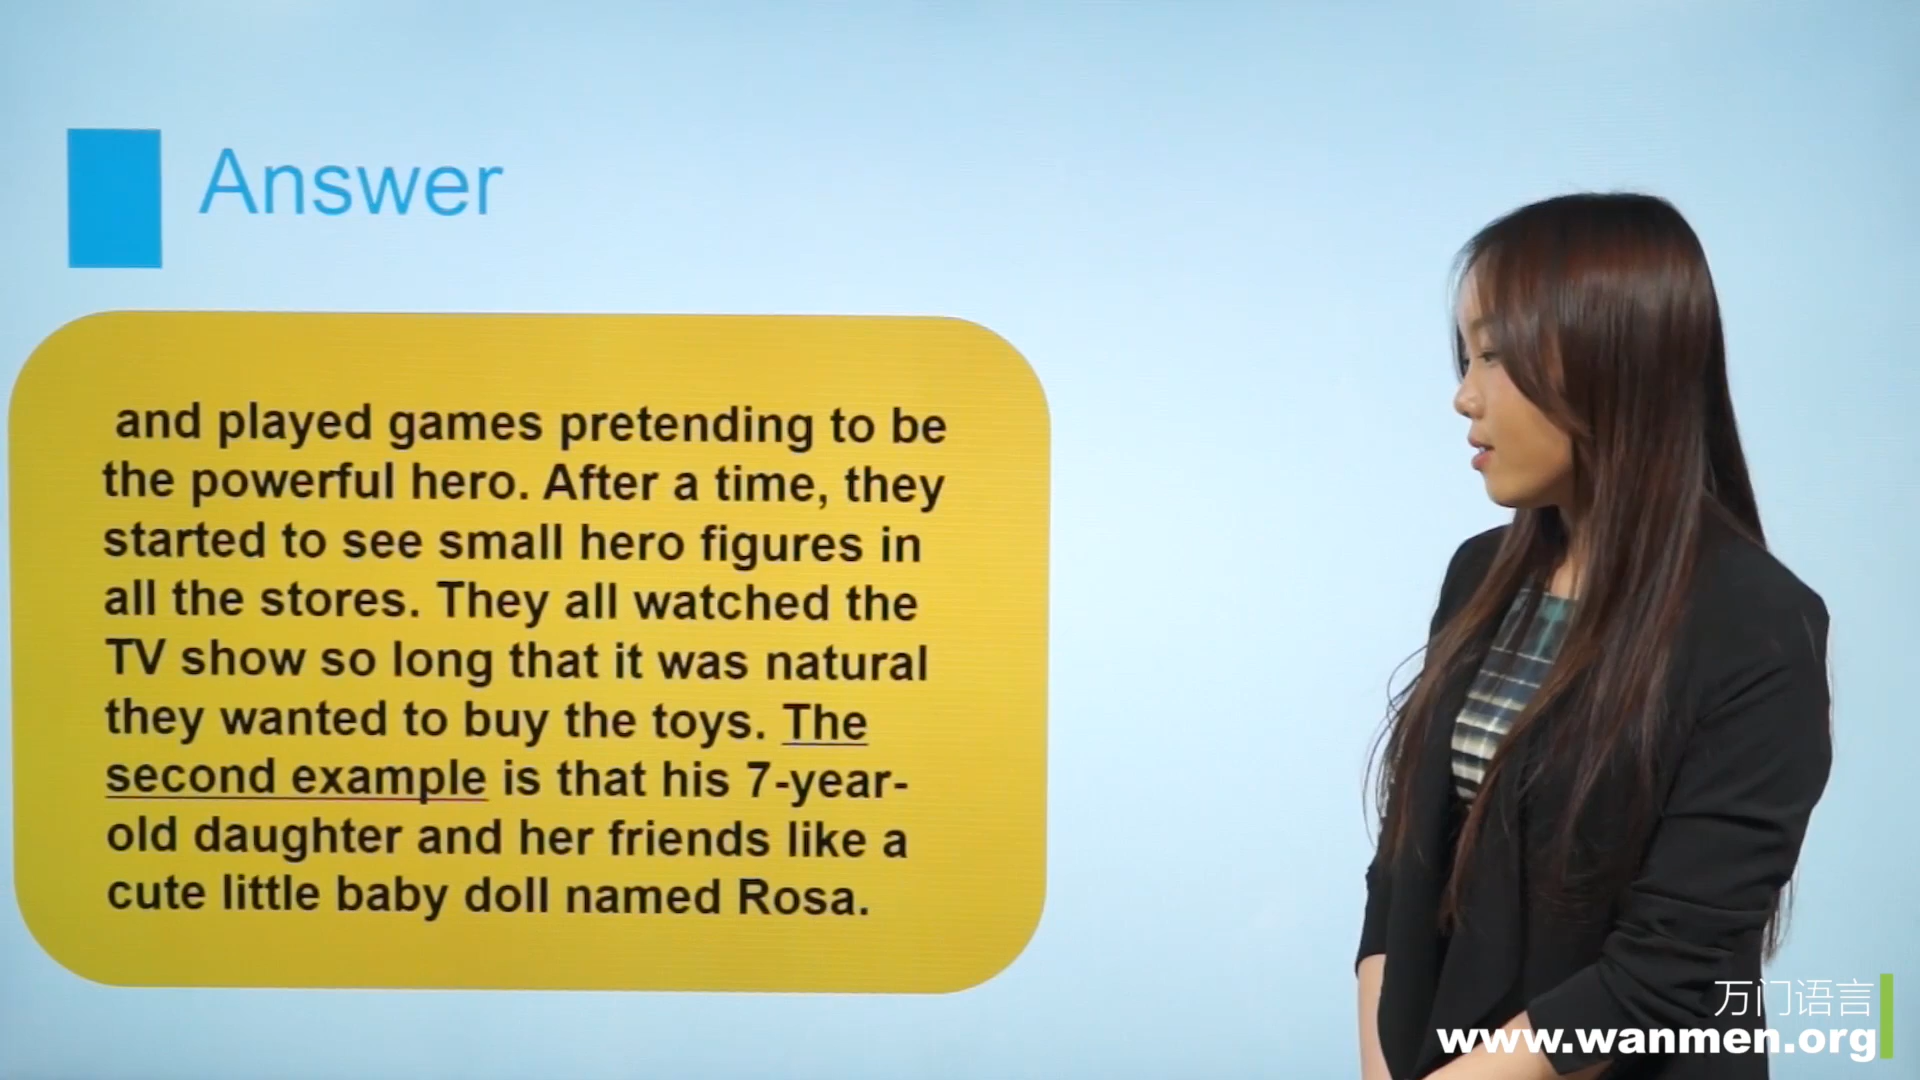 Answer
and played games pretending to be
the powerful hero. After a time, they
started to see small hero figures in
all the stores. They all watched the
TV show so long that it was natural
they wanted to buy the toys. The
second example is that his 7-year-
old daughter and her friends like a
cute little baby doll named Rosa.
万门语言
www.wanmen.org